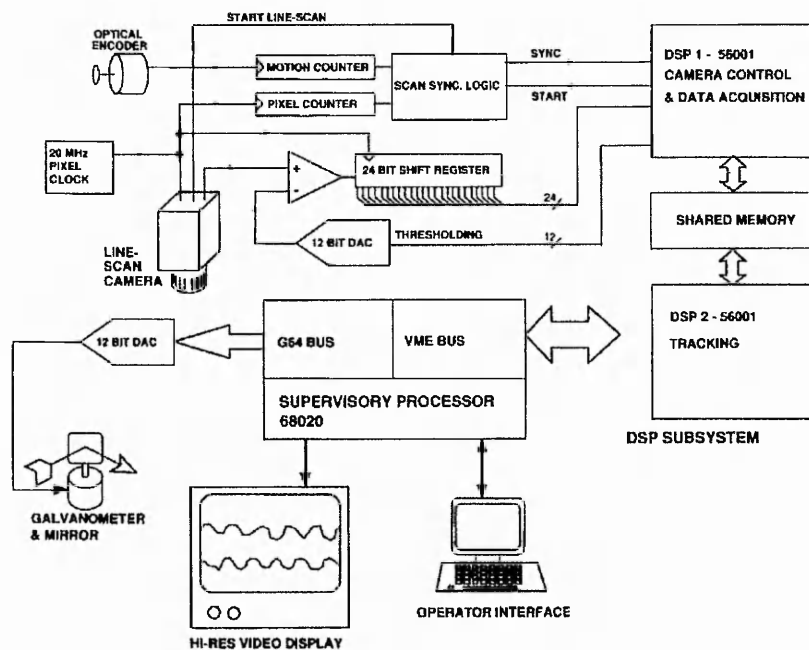 START LINE-SCAN
OPTICAL
ENCODER
MOTION COUNTER
PIXEL COUNTER
SCAN SYNC. LOGIC
SYNC
START
DSP 1 - 56001
CAMERA CONTROL
& DATA ACQUISITION
20 MHz
PIXEL
CLOCK
+
-
24 BIT SHIFT REGISTER
24
12 BIT DAC
THRESHOLDING
12
SHARED MEMORY
LINE-
SCAN
CAMERA
12 BIT DAC
G64 BUS
VME BUS
SUPERVISORY PROCESSOR
68020
DSP 2 - 56001
TRACKING
DSP SUBSYSTEM
GALVANOMETER
& MIRROR
HI-RES VIDEO DISPLAY
OPERATOR INTERFACE